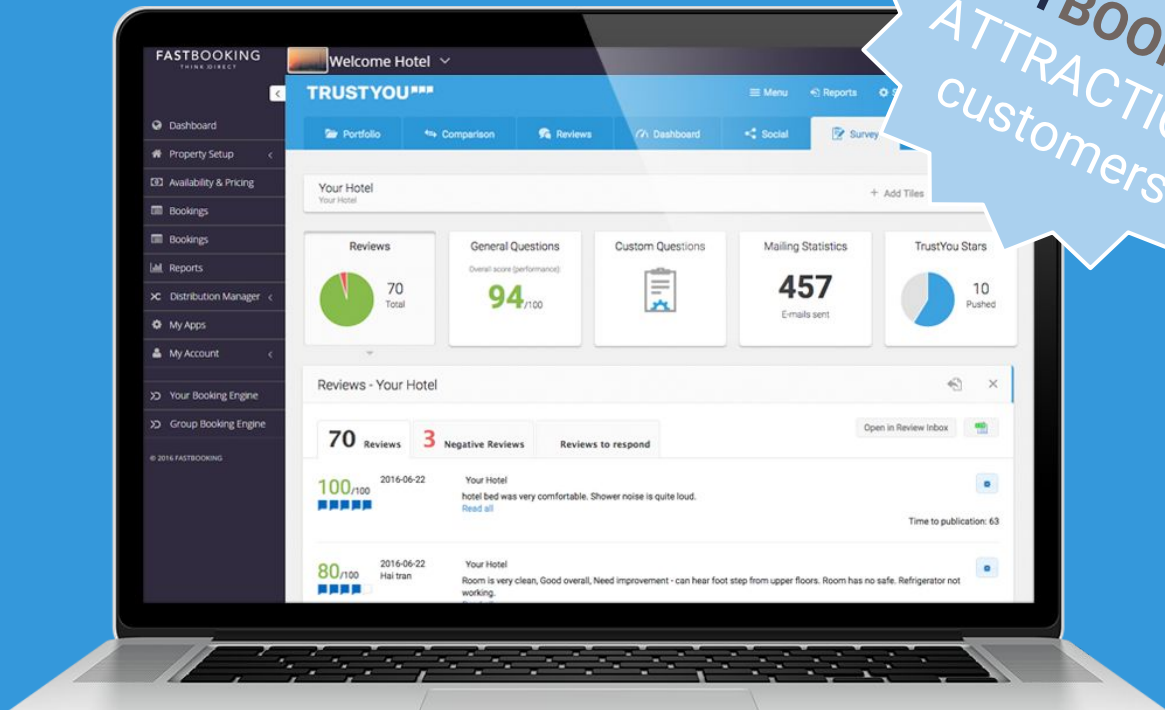 FASTBOOKING
THINK DIRECT
Welcome Hotel
BOO
ATTRACTI
customers
TRUSTYOU
Menu
Reports
Portfolio
Comparison
Reviews
Dashboard
Social
Survey
Dashboard
Property Setup
Availability & Pricing
Bookings
Bookings
Reports
Distribution Manager
My Apps
My Account
Your Booking Engine
Group Booking Engine
© 2016 FASTBOOKING
Your Hotel
Your Hotel
+ Add Tiles
Reviews
70
Total
General Questions
Overall score (performance):
94/100
Custom Questions
Mailing Statistics
457
E-mails sent
TrustYou Stars
10
Pushed
Reviews - Your Hotel
70 Reviews
3 Negative Reviews
Reviews to respond
Open in Review Inbox
100/100
2016-06-22
Your Hotel
hotel bed was very comfortable. Shower noise is quite loud.
Read all
Time to publication: 63
80/100
2016-06-22
Hai tran
Your Hotel
Room is very clean, Good overall, Need improvement - can hear foot step from upper floors. Room has no safe. Refrigerator not
working.